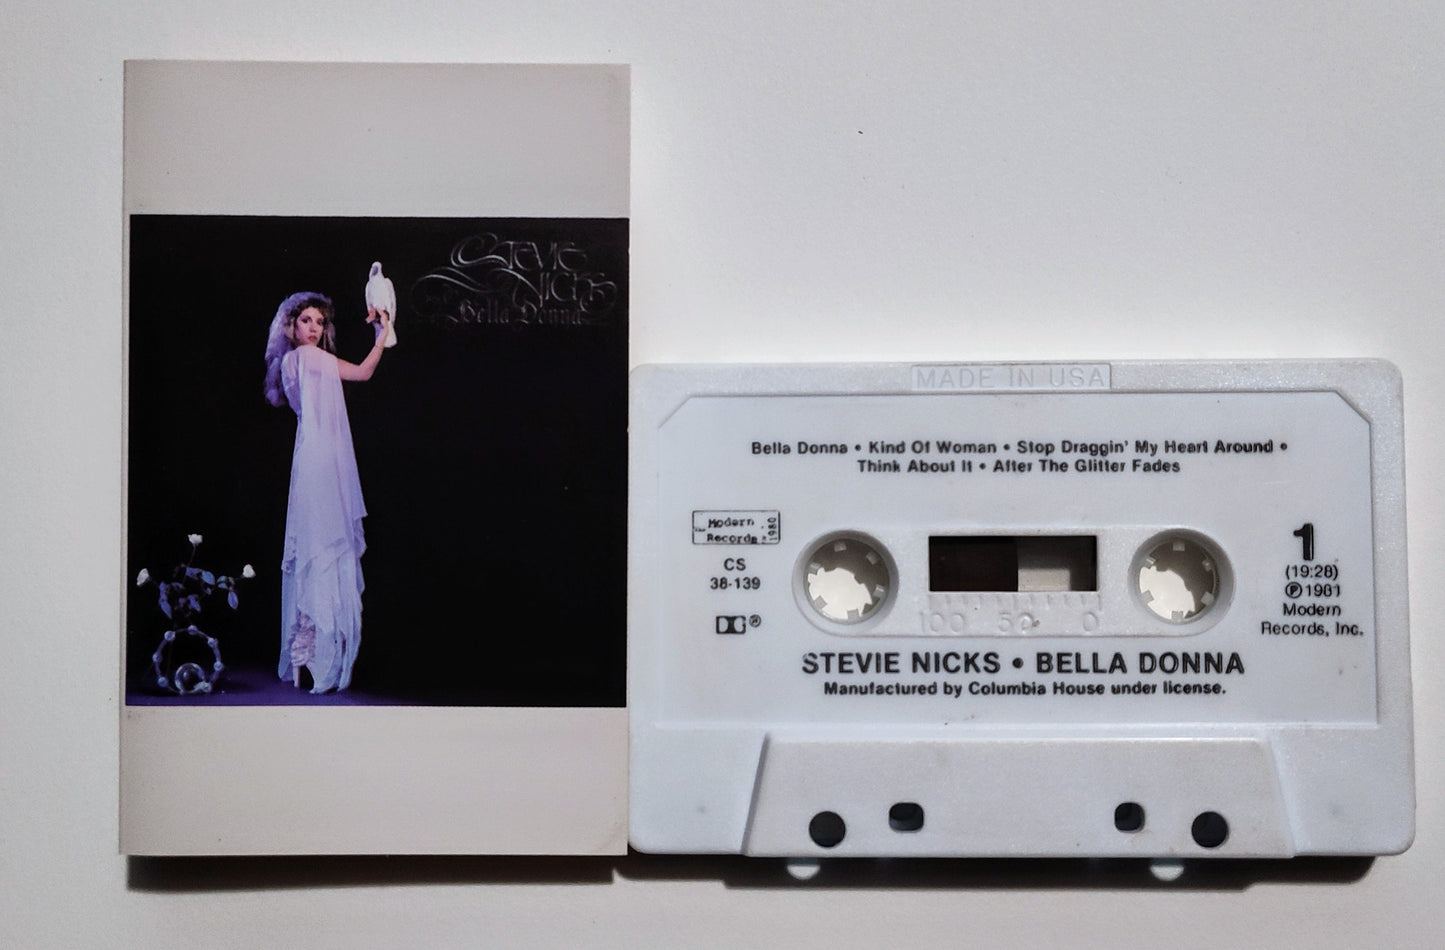 STEVIE
NICKS
Bella Donna
MADE IN USA
Bella Donna • Kind Of Woman • Stop Draggin' My Heart Around •
Think About It • After The Glitter Fades
Modern
Records
1980
CS
38-139
®
100 50 0
1
(19:28)
Ⓟ1981
Modern
Records, Inc.
STEVIE NICKS • BELLA DONNA
Manufactured by Columbia House under license.